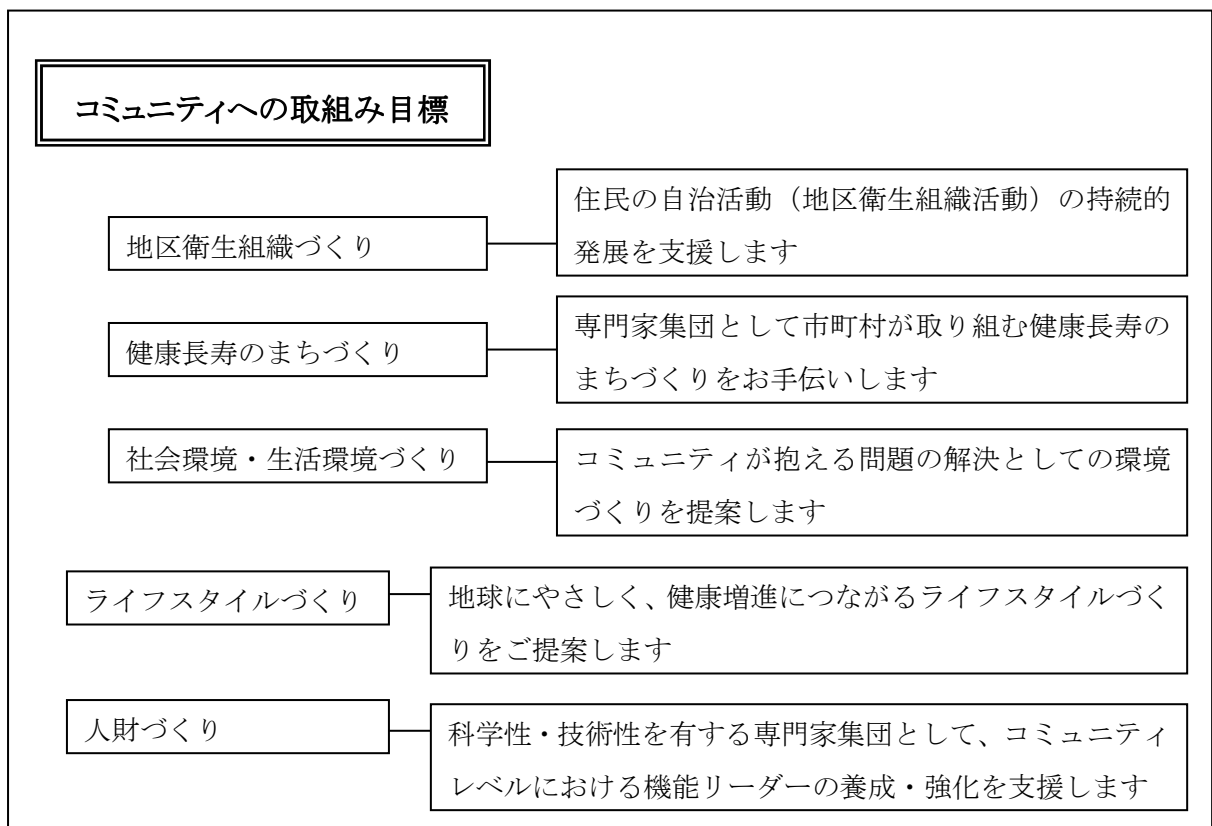 コミュニティへの取組み目標
地区衛生組織づくり
住民の自治活動（地区衛生組織活動）の持続的
発展を支援します
健康長寿のまちづくり
専門家集団として市町村が取り組む健康長寿の
まちづくりをお手伝いします
社会環境・生活環境づくり
コミュニティが抱える問題の解決としての環境
づくりを提案します
ライフスタイルづくり
地球にやさしく、健康増進につながるライフスタイルづく
りをご提案します
人財づくり
科学性・技術性を有する専門家集団として、コミュニティ
レベルにおける機能リーダーの養成・強化を支援します